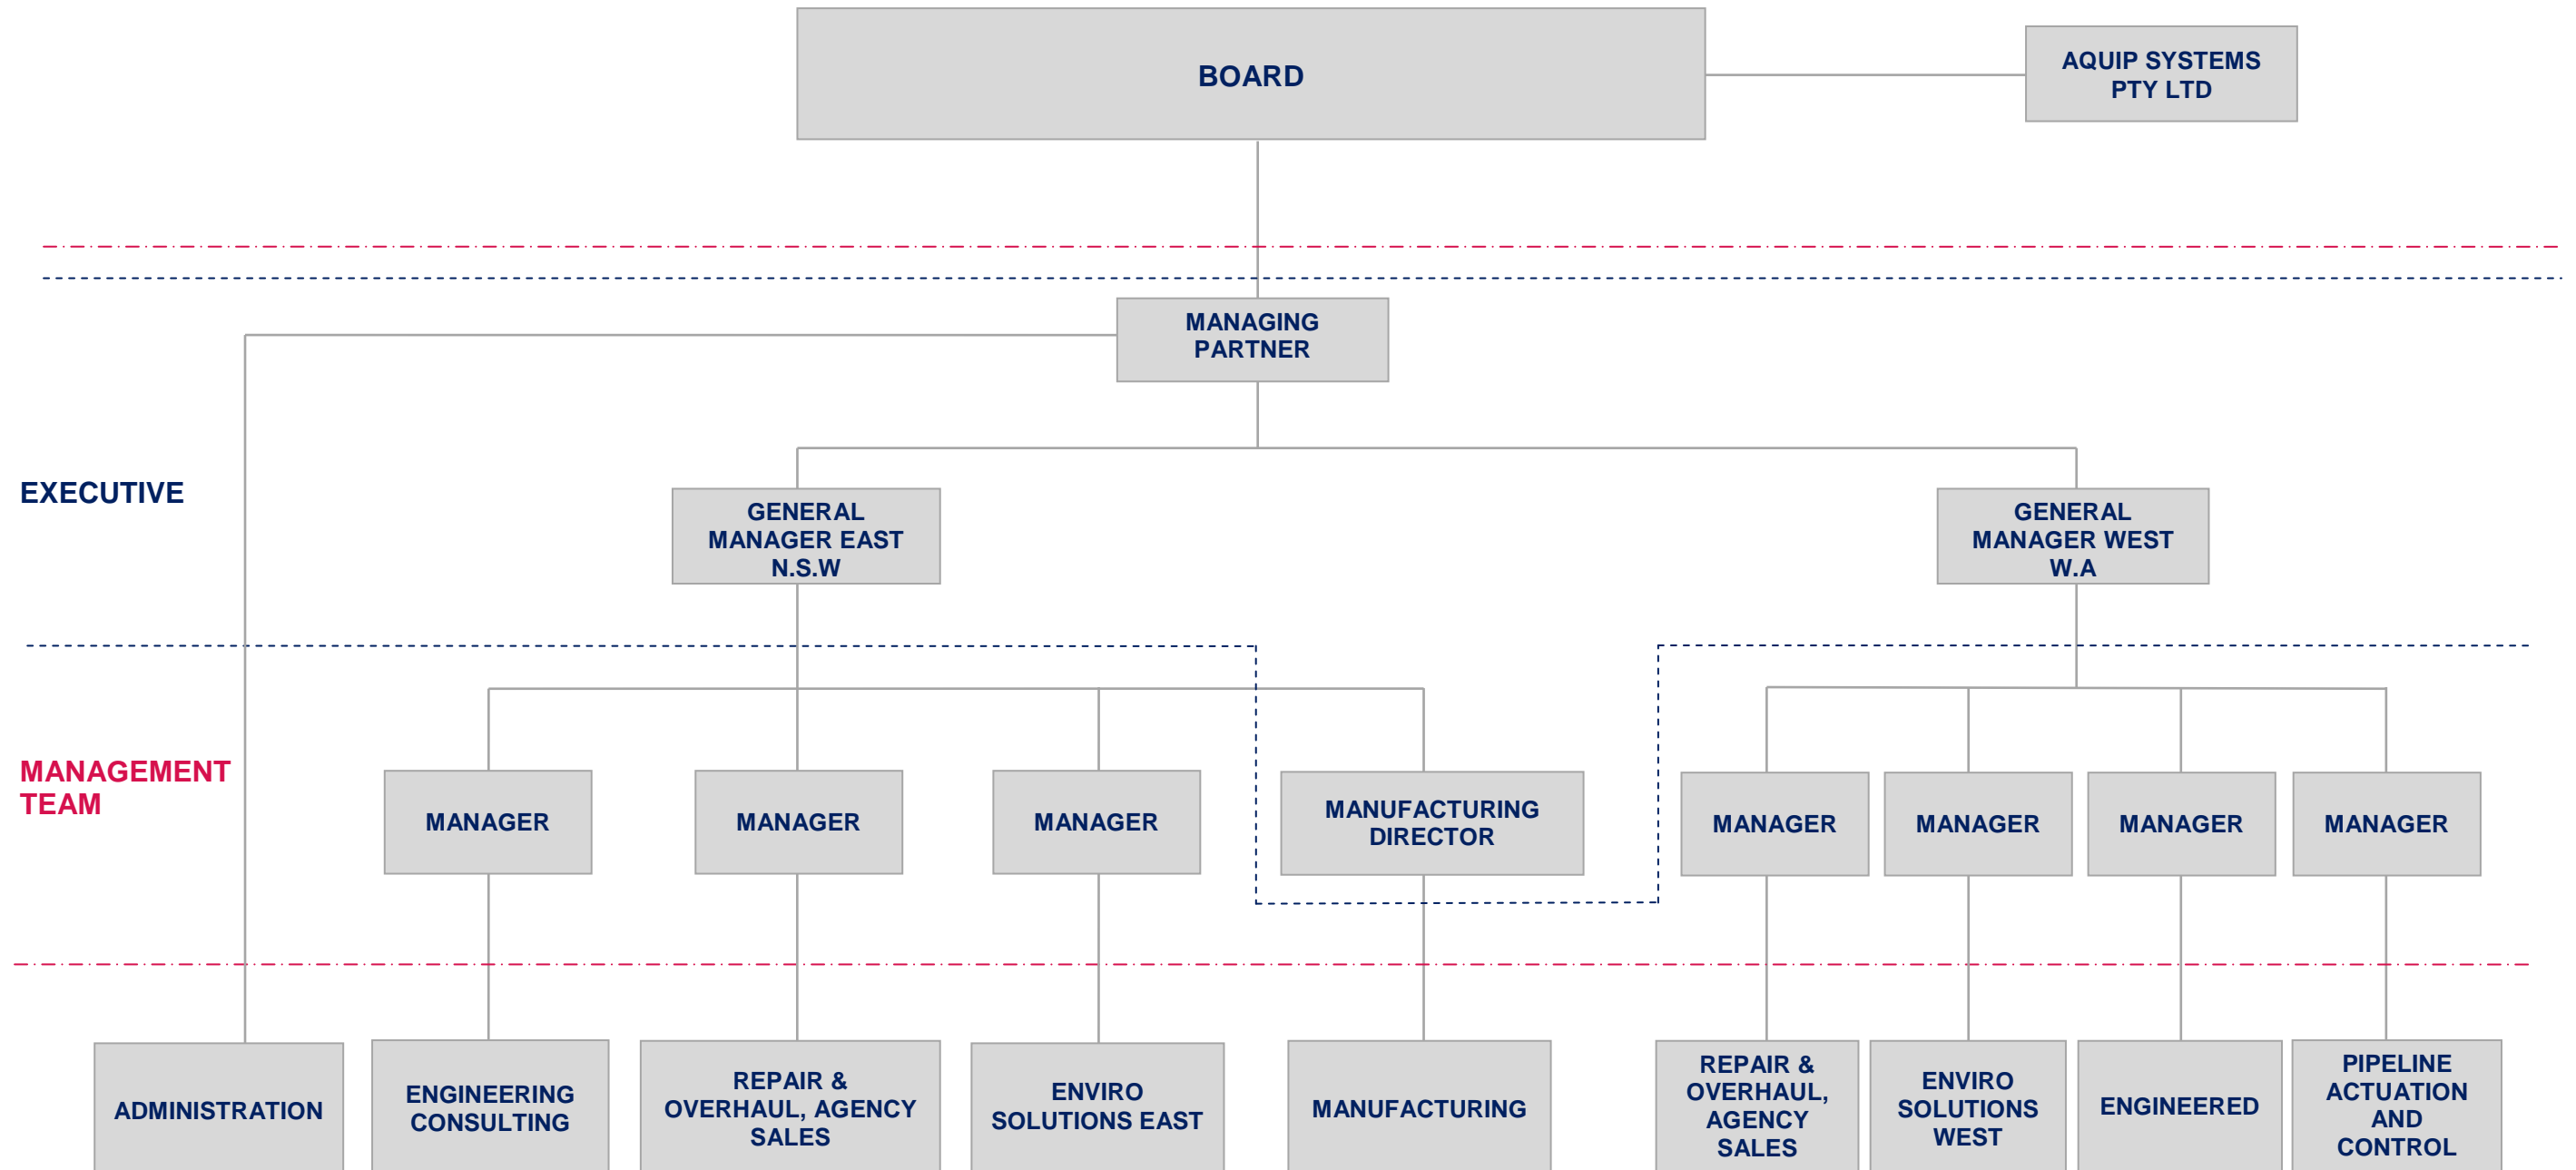 BOARD
AQUIP SYSTEMS
PTY LTD
MANAGING
PARTNER
EXECUTIVE
GENERAL
MANAGER EAST
N.S.W
GENERAL
MANAGER WEST
W.A
MANAGEMENT
TEAM
MANAGER
MANAGER
MANAGER
MANUFACTURING
DIRECTOR
MANAGER
MANAGER
MANAGER
MANAGER
ADMINISTRATION
ENGINEERING
CONSULTING
REPAIR &
OVERHAUL, AGENCY
SALES
ENVIRO
SOLUTIONS EAST
MANUFACTURING
REPAIR &
OVERHAUL,
AGENCY
SALES
ENVIRO
SOLUTIONS
WEST
ENGINEERED
PIPELINE
ACTUATION
AND
CONTROL